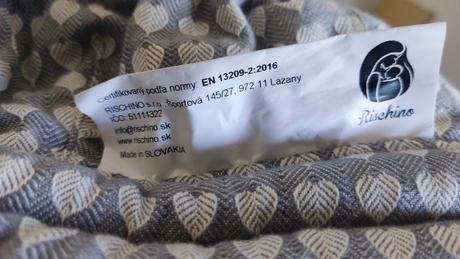 Certifikovaný podľa normy: EN 13209-2:2016
RISCHINO s.r.o., Športová 145/27, 972 11 Lazany
IČO: 51111322
info@rischino.sk
www.rischino.sk
Made in SLOVAKIA
Rischino